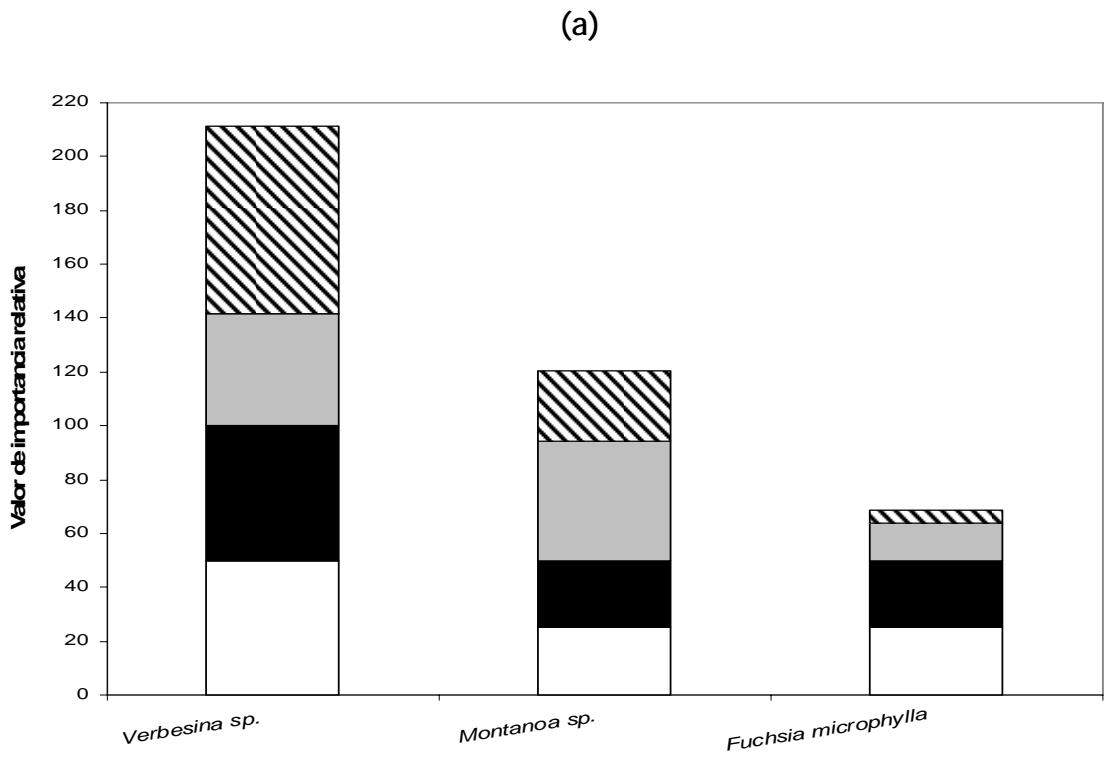 (a)
220
200
180
160
140
120
100
80
60
40
20
0
Valor de importancia relativa
Verbesina sp.
Montanoa sp.
Fuchsia microphylla